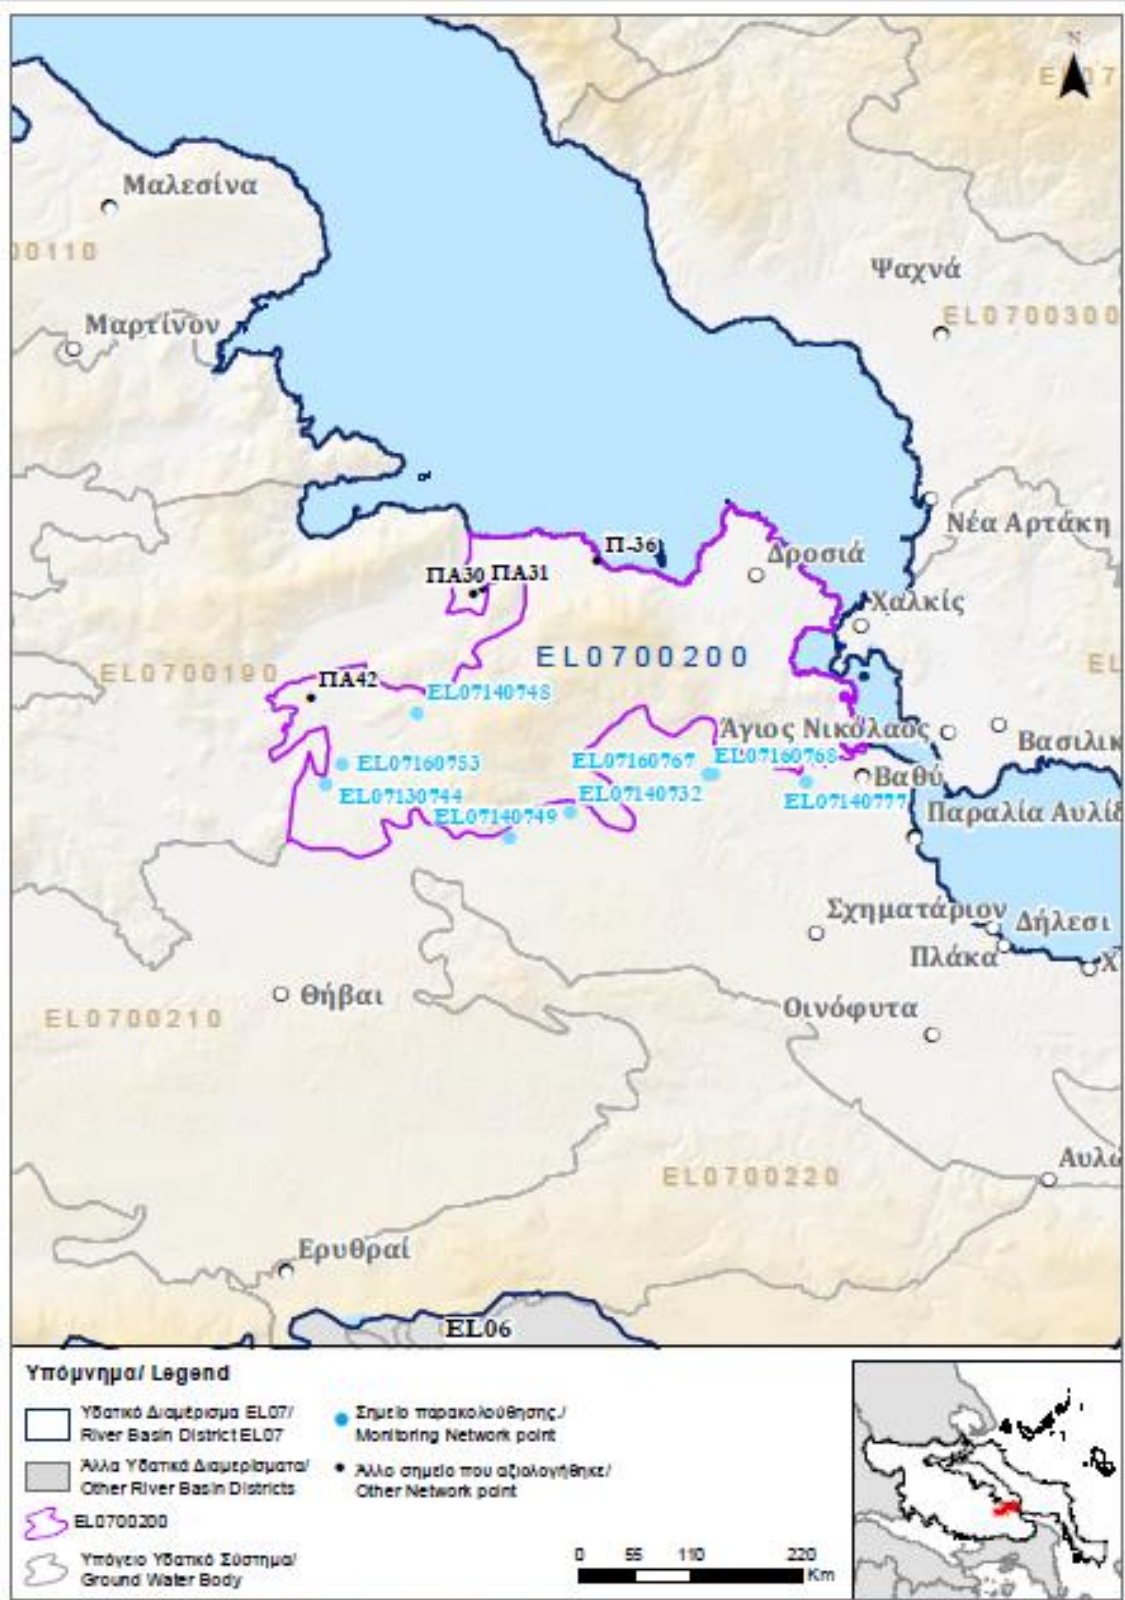 N
Μαλεσίνα
00110
Ψαχνά
EL0700300
Μαρτίνον
Νέα Αρτάκη
Π-36
Δροσιά
ΠΑ30
ΠΑ31
Χαλκίς
EL0700200
EL0700190
EL
ΠΑ42
EL07140748
Άγιος Νικόλαος
Βασιλικ
EL07160753
EL07160767
EL07160768
Βαθύ
EL07130744
EL07140732
EL07140777
EL07140749
Παραλία Αυλίδ
Σχηματάριον
Δήλεσι
Πλάκα
Χ
Θήβαι
Οινόφυτα
EL0700210
Αυλω
EL0700220
Ερυθραί
EL06
Υπόμνημα/ Legend
Υδατικό Διαμέρισμα EL07/
River Basin District EL07
Άλλα Υδατικά Διαμερίσματα/
Other River Basin Districts
EL0700200
Υπόγειο Υδατικό Σύστημα/
Ground Water Body
Σημείο παρακολούθησης/
Monitoring Network point
Άλλο σημείο που αξιολογήθηκε/
Other Network point
0 55 110 220
Km